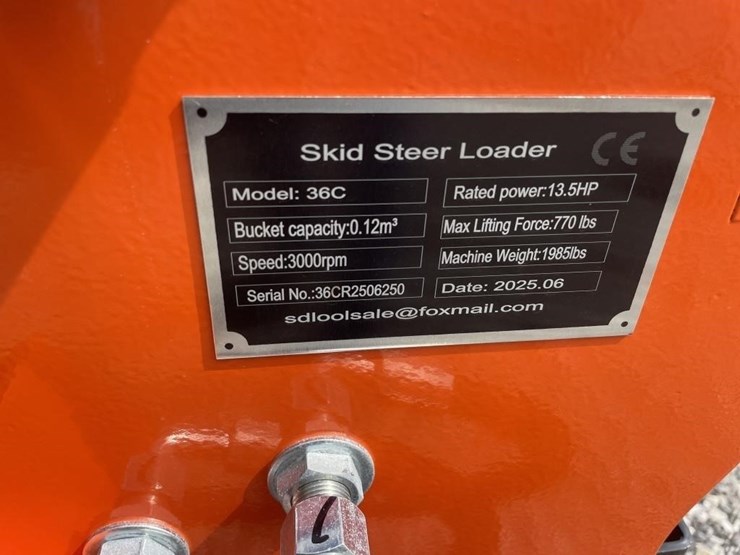 Skid Steer Loader CE
Model: 36C Rated power:13.5HP
Bucket capacity:0.12m³ Max Lifting Force:770 lbs
Speed:3000rpm Machine Weight:1985lbs
Serial No.:36CR2506250 Date: 2025.06
sdloolsale@foxmail.com